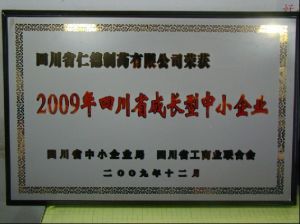 四川省仁德制药有限公司荣获
2009年四川省成长型中小企业
四川省中小企业局 四川省工商业联合会
二００九年十二月